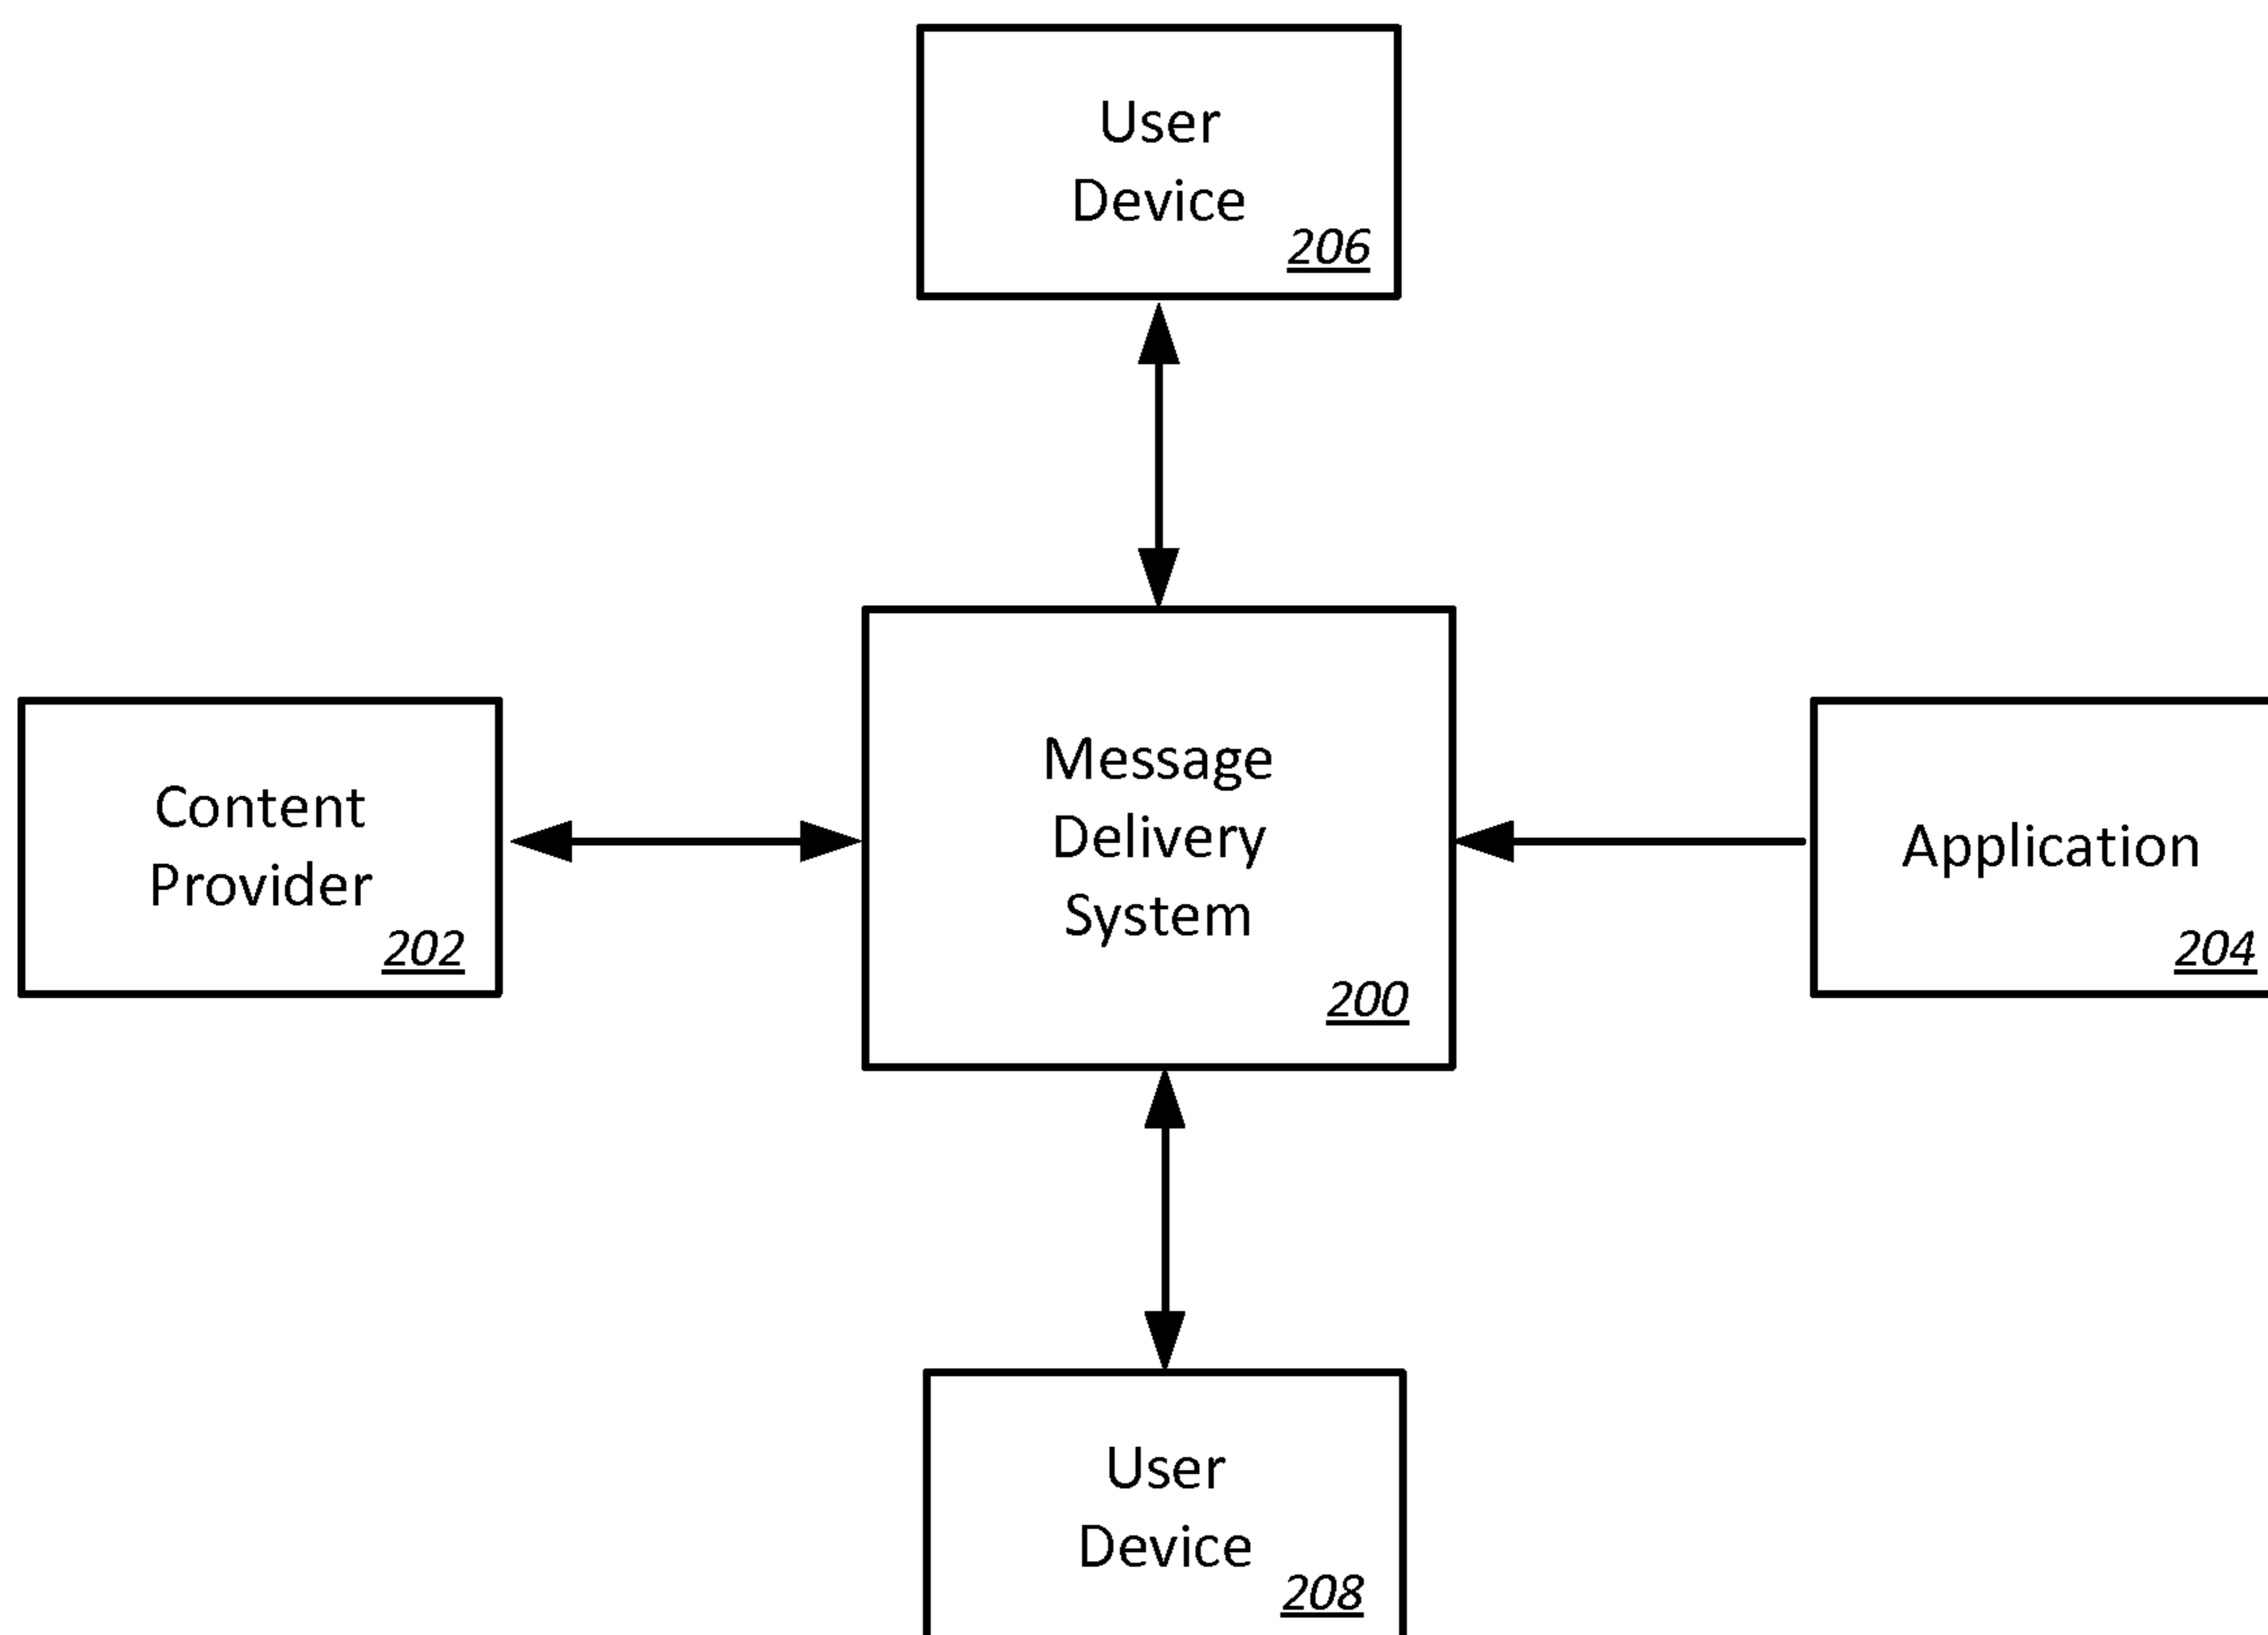 User
Device
206
Content
Provider
202
Message
Delivery
System
200
Application
204
User
Device
208